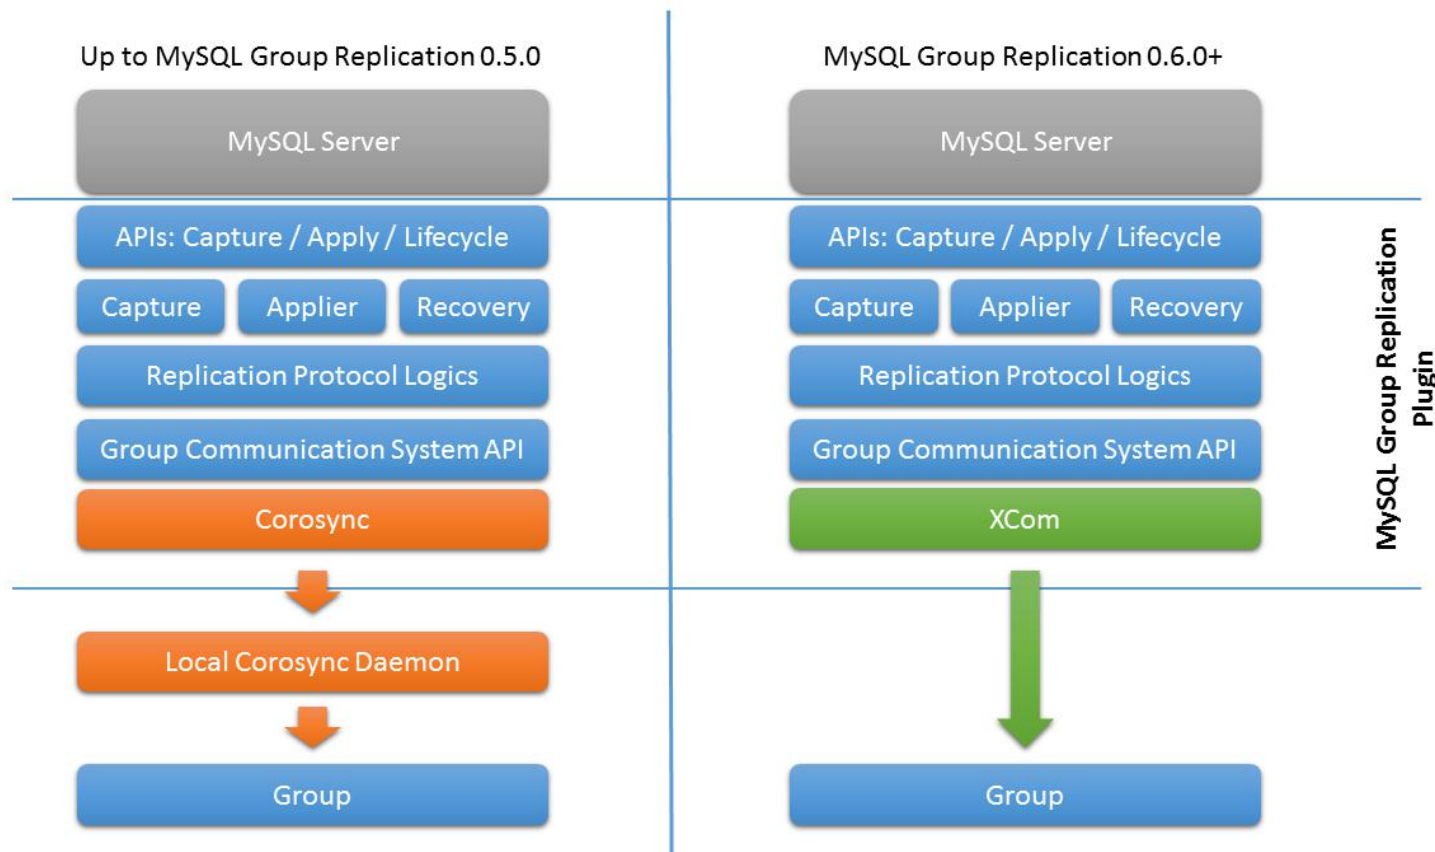 Up to MySQL Group Replication 0.5.0
MySQL Server
APIs: Capture / Apply / Lifecycle
Capture
Applier
Recovery
Replication Protocol Logics
Group Communication System API
Corosync
Local Corosync Daemon
Group
MySQL Group Replication 0.6.0+
MySQL Server
APIs: Capture / Apply / Lifecycle
Capture
Applier
Recovery
Replication Protocol Logics
Group Communication System API
XCom
Group
MySQL Group Replication
Plugin